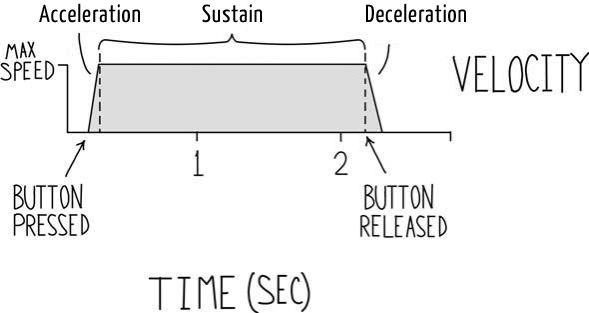 Acceleration
Sustain
Deceleration
MAX
SPEED
VELOCITY
1
2
BUTTON
PRESSED
BUTTON
RELEASED
TIME (SEC)